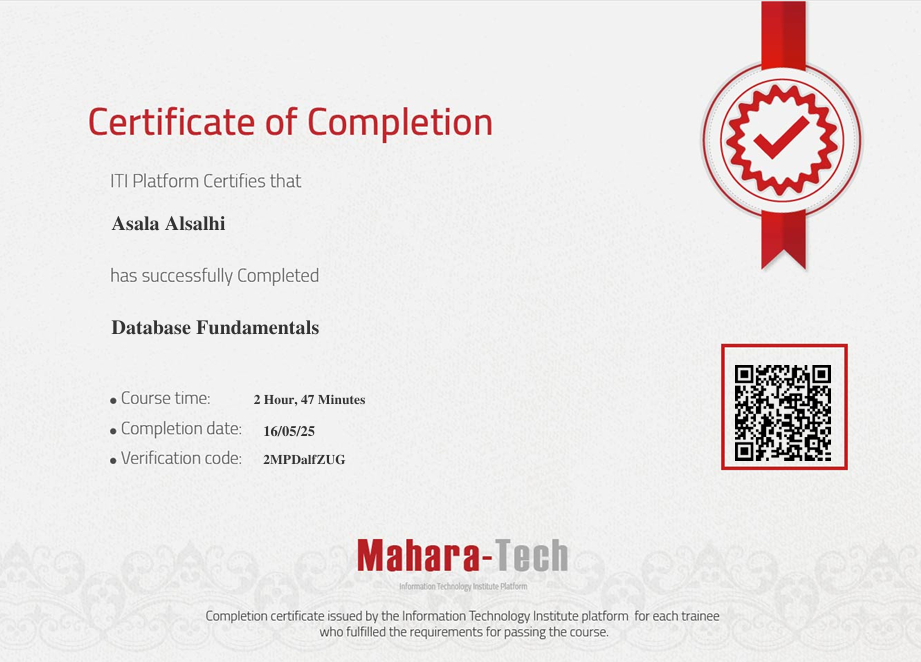 Certificate of Completion
ITI Platform Certifies that
Asala Alsalhi
has successfully Completed
Database Fundamentals
• Course time: 2 Hour, 47 Minutes
• Completion date: 16/05/25
• Verification code: 2MPDalfZUG
Mahara-Tech
Information Technology Institute Platform
Completion certificate issued by the Information Technology Institute platform for each trainee
who fulfilled the requirements for passing the course.